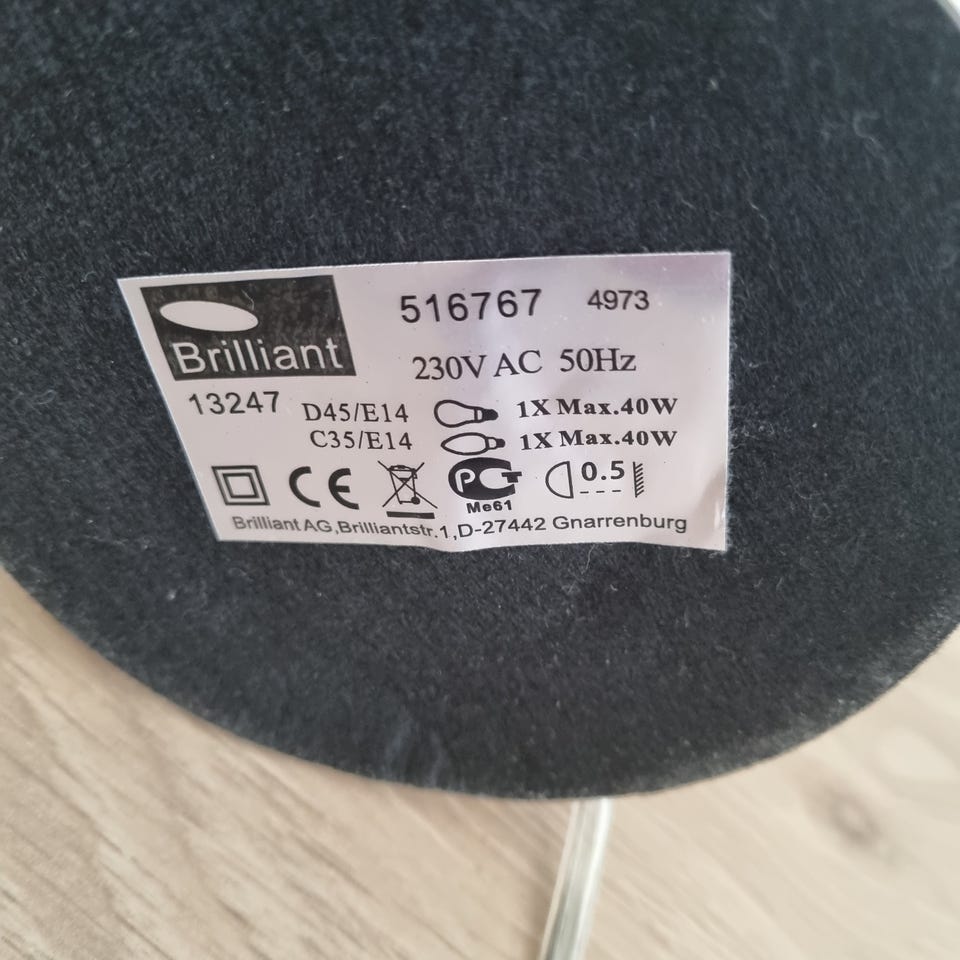 Brilliant
516767 4973
230V AC 50Hz
13247
D45/E14 1X Max.40W
C35/E14 1X Max.40W
CE
PCT
Me61
0.5
Brilliant AG,Brilliantstr.1,D-27442 Gnarrenburg